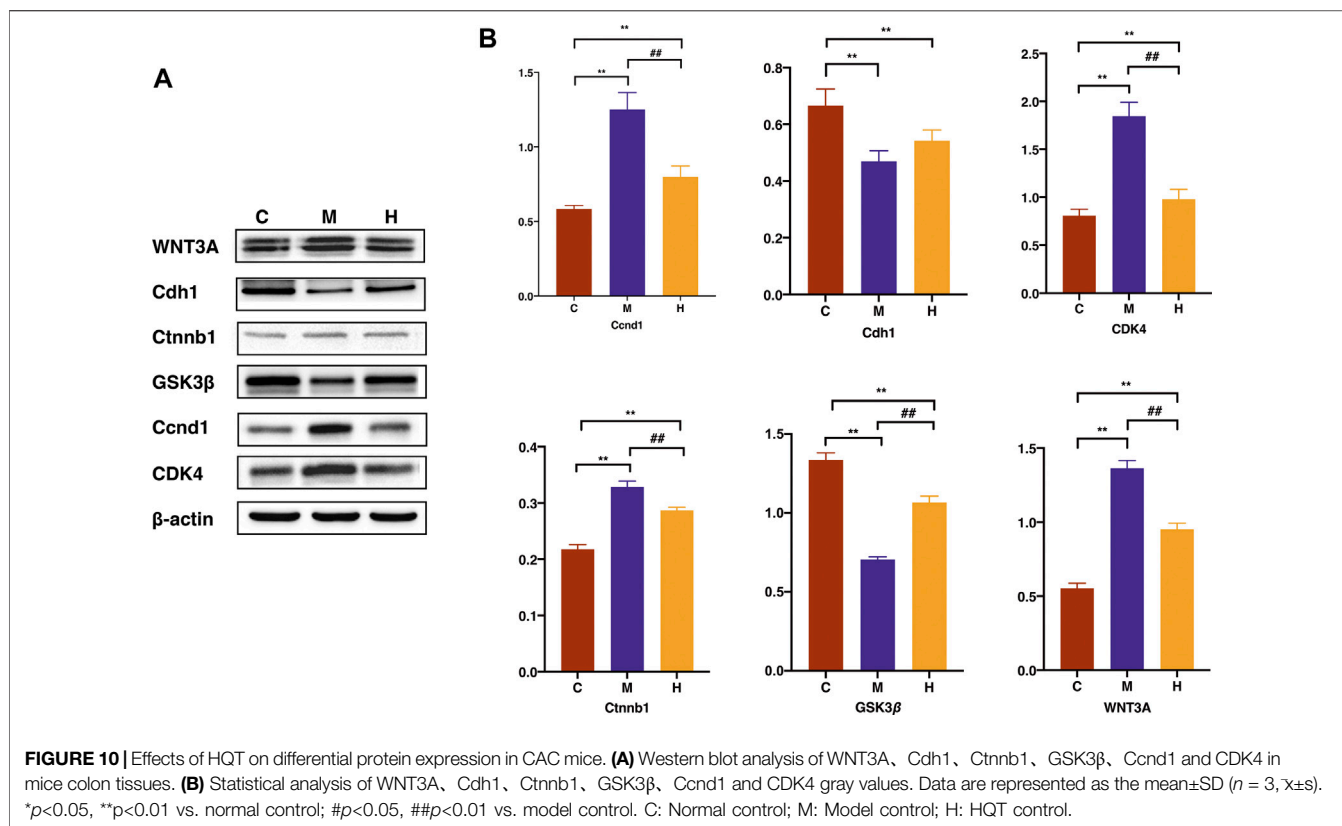 A
C M H
WNT3A
Cdh1
Ctnnb1
GSK3β
Ccnd1
CDK4
β-actin
B
**
##
**
1.5
1.0
0.5
0.0
C M H
Ccnd1
**
**
0.8
0.6
0.4
0.2
0.0
C M H
Cdh1
**
##
**
2.5
2.0
1.5
1.0
0.5
0.0
C M H
CDK4
**
##
**
0.4
0.3
0.2
0.1
0.0
C M H
Ctnnb1
**
##
**
1.5
1.0
0.5
0.0
C M H
GSK3β
**
##
**
1.5
1.0
0.5
0.0
C M H
WNT3A
FIGURE 10 | Effects of HQT on differential protein expression in CAC mice. (A) Western blot analysis of WNT3A、Cdh1、Ctnnb1、GSK3β、Ccnd1 and CDK4 in
mice colon tissues. (B) Statistical analysis of WNT3A、Cdh1、Ctnnb1、GSK3β、Ccnd1 and CDK4 gray values. Data are represented as the mean±SD (n = 3, x̄±s).
*p<0.05, **p<0.01 vs. normal control; #p<0.05, ##p<0.01 vs. model control. C: Normal control; M: Model control; H: HQT control.